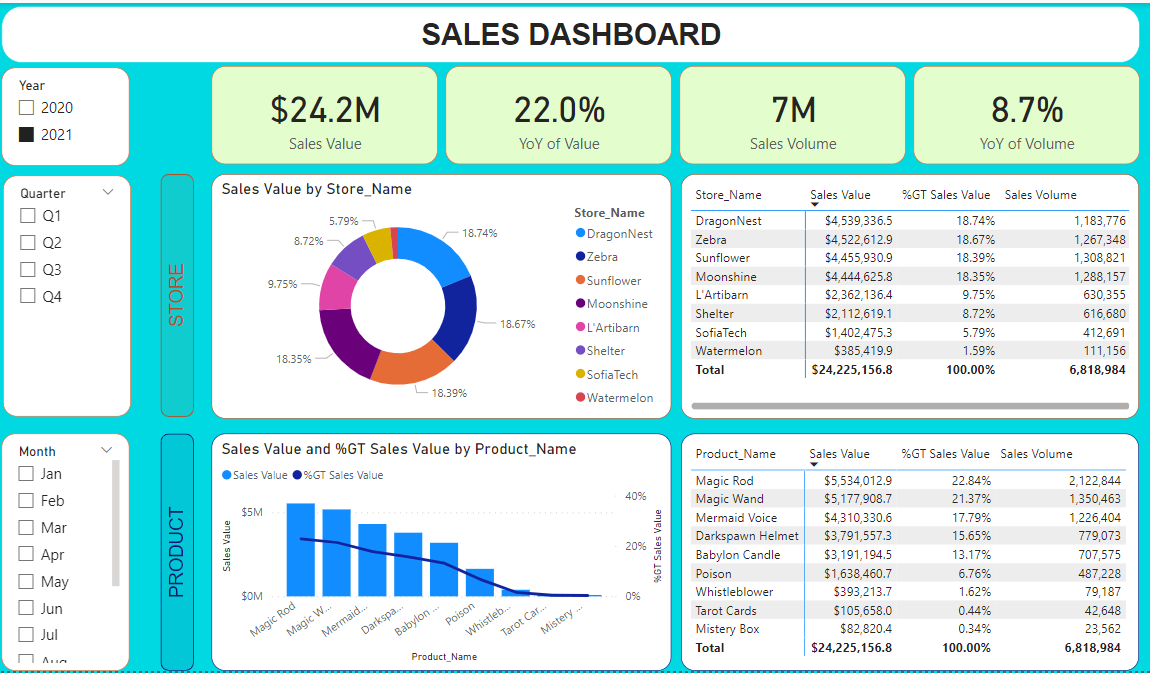 SALES DASHBOARD
Year
2020
2021
$24.2M
Sales Value
22.0%
YoY of Value
7M
Sales Volume
8.7%
YoY of Volume
Quarter
Q1
Q2
Q3
Q4
STORE
Sales Value by Store_Name
5.79%
8.72%
9.75%
18.35%
18.74%
18.67%
18.39%
Store_Name
DragonNest
Zebra
Sunflower
Moonshine
L'Artibarn
Shelter
SofiaTech
Watermelon
Store_Name Sales Value %GT Sales Value Sales Volume
DragonNest $4,539,336.5 18.74% 1,183,776
Zebra $4,522,612.9 18.67% 1,267,348
Sunflower $4,455,930.9 18.39% 1,308,821
Moonshine $4,444,625.8 18.35% 1,288,157
L'Artibarn $2,362,136.4 9.75% 630,355
Shelter $2,112,619.1 8.72% 616,680
SofiaTech $1,402,475.3 5.79% 412,691
Watermelon $385,419.9 1.59% 111,156
Total $24,225,156.8 100.00% 6,818,984
Month
Jan
Feb
Mar
Apr
May
Jun
Jul
Aug
PRODUCT
Sales Value and %GT Sales Value by Product_Name
Sales Value %GT Sales Value
Sales Value
$5M
$0M
40%
20%
0%
%GT Sales Value
Magic Rod
Magic W...
Mermaid...
Darkspa...
Babylon ...
Poison
Whistleb...
Tarot Car...
Mistery ...
Product_Name
Product_Name Sales Value %GT Sales Value Sales Volume
Magic Rod $5,534,012.9 22.84% 2,122,844
Magic Wand $5,177,908.7 21.37% 1,350,463
Mermaid Voice $4,310,330.6 17.79% 1,226,404
Darkspawn Helmet $3,791,557.3 15.65% 779,073
Babylon Candle $3,191,194.5 13.17% 707,575
Poison $1,638,460.7 6.76% 487,228
Whistleblower $393,213.7 1.62% 79,187
Tarot Cards $105,658.0 0.44% 42,648
Mistery Box $82,820.4 0.34% 23,562
Total $24,225,156.8 100.00% 6,818,984